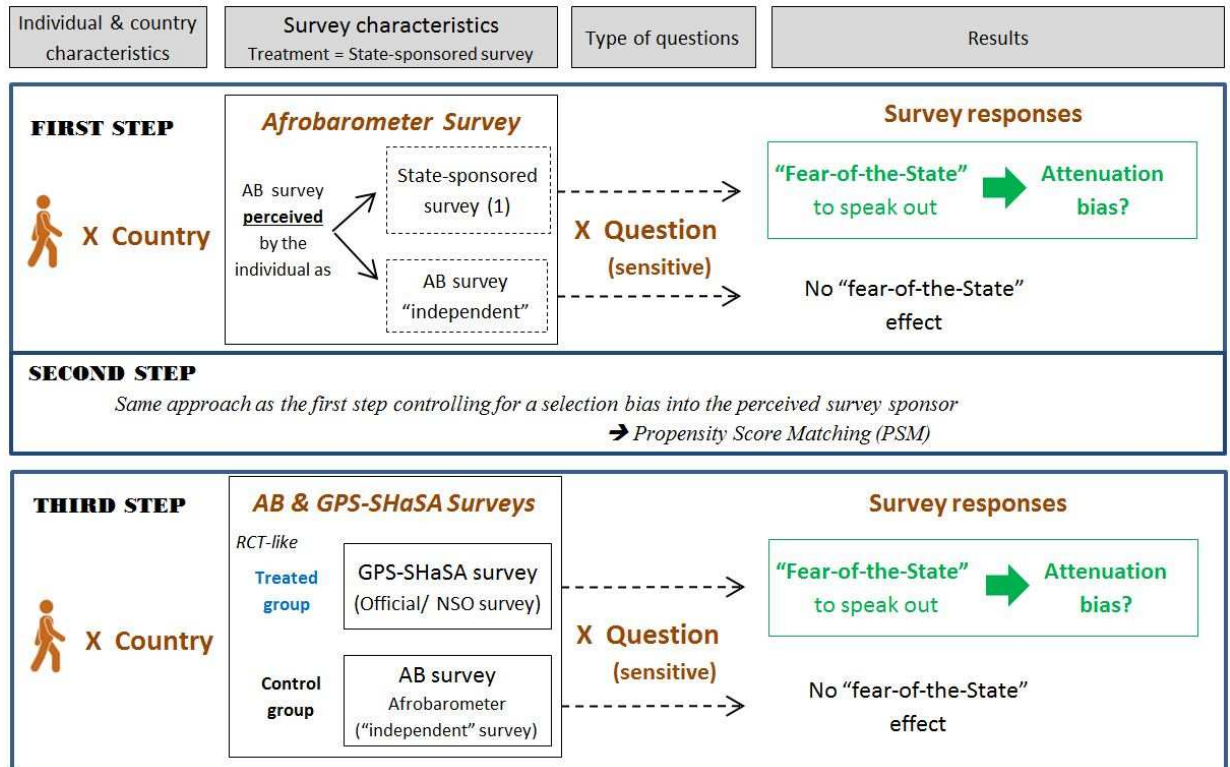 Individual & country
characteristics
Survey characteristics
Treatment = State-sponsored survey
Type of questions
Results
FIRST STEP
X Country
Afrobarometer Survey
AB survey
perceived
by the
individual as
State-sponsored
survey (1)
AB survey
“independent”
X Question
(sensitive)
Survey responses
“Fear-of-the-State”
to speak out
Attenuation
bias?
No “fear-of-the-State”
effect
SECOND STEP
Same approach as the first step controlling for a selection bias into the perceived survey sponsor
➔ Propensity Score Matching (PSM)
THIRD STEP
X Country
AB & GPS-SHaSA Surveys
RCT-like
Treated
group
GPS-SHaSA survey
(Official/ NSO survey)
Control
group
AB survey
Afrobarometer
(“independent” survey)
X Question
(sensitive)
Survey responses
“Fear-of-the-State”
to speak out
Attenuation
bias?
No “fear-of-the-State”
effect